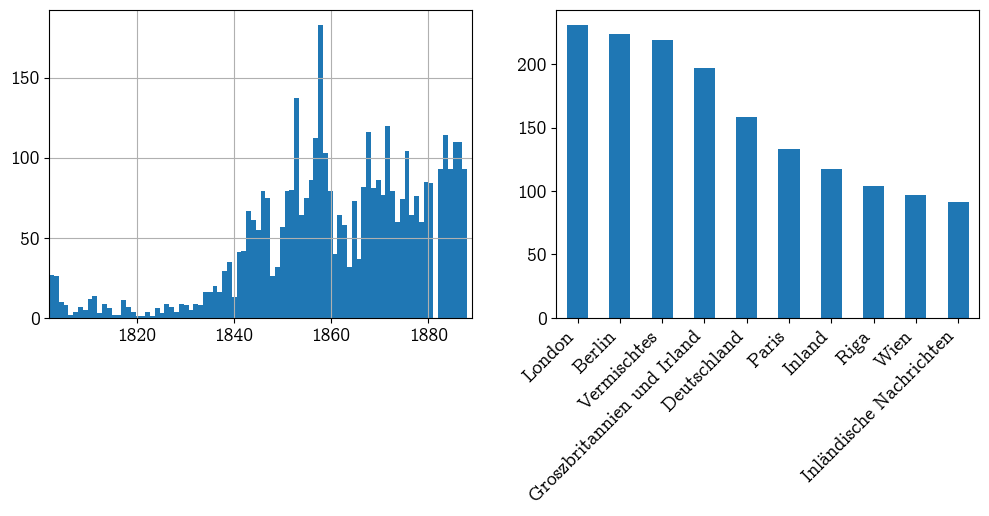 150
100
50
0
1820 1840 1860 1880
200
150
100
50
0
London
Berlin
Vermischtes
Groszbritannien und Irland
Deutschland
Paris
Inland
Riga
Wien
Inländische Nachrichten